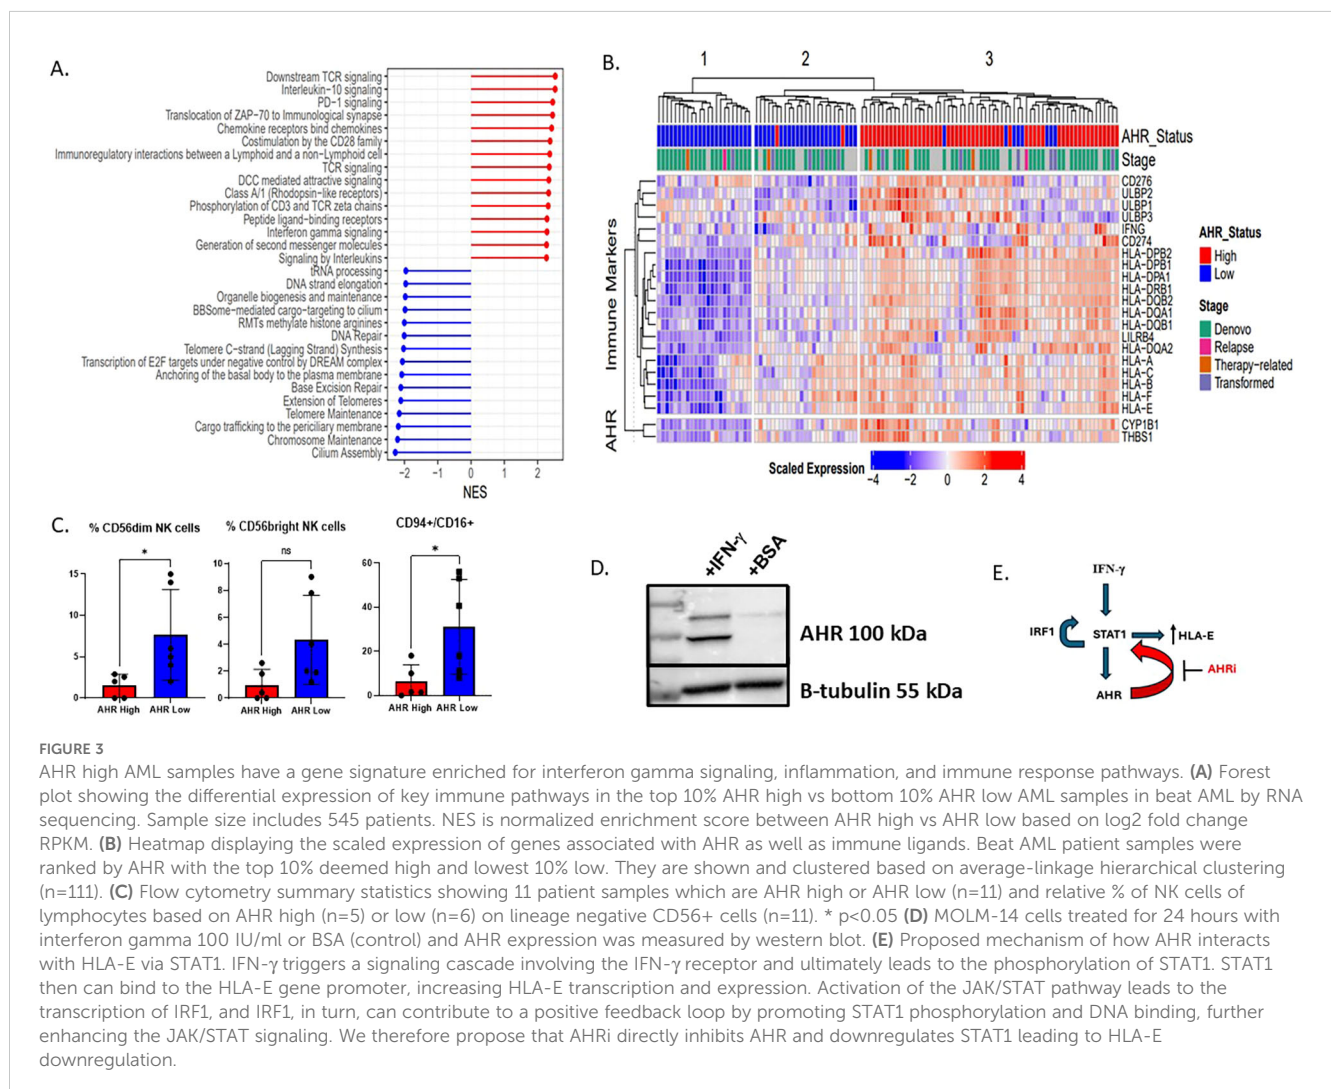 A.
Downstream TCR signaling
Interleukin-10 signaling
PD-1 signaling
Translocation of ZAP-70 to Immunological synapse
Chemokine receptors bind chemokines
Costimulation by the CD28 family
Immunoregulatory interactions between a Lymphoid and a non-Lymphoid cell
TCR signaling
DCC mediated attractive signaling
Class A/1 (Rhodopsin-like receptors)
Phosphorylation of CD3 and TCR zeta chains
Peptide ligand-binding receptors
Interferon gamma signaling
Generation of second messenger molecules
Signaling by Interleukins
tRNA processing
DNA strand elongation
Organelle biogenesis and maintenance
BBSome-mediated cargo-targeting to cilium
RMTs methylate histone arginines
DNA Repair
Telomere C-strand (Lagging Strand) Synthesis
Transcription of E2F targets under negative control by DREAM complex
Anchoring of the basal body to the plasma membrane
Base Excision Repair
Extension of Telomeres
Telomere Maintenance
Cargo trafficking to the periciliary membrane
Chromosome Maintenance
Cilium Assembly
−2 −1 0 1 2
NES
B.
1 2 3
AHR_Status
Stage
CD276
ULBP2
ULBP1
ULBP3
IFNG
CD274
HLA-DPB2
HLA-DPB1
HLA-DPA1
HLA-DRB1
HLA-DQB2
HLA-DQA1
HLA-DQB1
LILRB4
HLA-DQA2
HLA-A
HLA-C
HLA-B
HLA-F
HLA-E
CYP1B1
THBS1
Immune Markers
AHR
AHR_Status
High
Low
Stage
Denovo
Relapse
Therapy-related
Transformed
Scaled Expression
−4 −2 0 2 4
C.
% CD56dim NK cells
*
15
10
5
0
AHR High AHR Low
% CD56bright NK cells
ns
10
8
6
4
2
0
AHR High AHR Low
CD94+/CD16+
*
60
40
20
0
AHR High AHR Low
D.
+IFN-γ
+BSA
AHR 100 kDa
B-tubulin 55 kDa
E.
IFN-γ
IRF1
STAT1
HLA-E
AHR
AHRi
FIGURE 3
AHR high AML samples have a gene signature enriched for interferon gamma signaling, inflammation, and immune response pathways. (A) Forest
plot showing the differential expression of key immune pathways in the top 10% AHR high vs bottom 10% AHR low AML samples in beat AML by RNA
sequencing. Sample size includes 545 patients. NES is normalized enrichment score between AHR high vs AHR low based on log2 fold change
RPKM. (B) Heatmap displaying the scaled expression of genes associated with AHR as well as immune ligands. Beat AML patient samples were
ranked by AHR with the top 10% deemed high and lowest 10% low. They are shown and clustered based on average-linkage hierarchical clustering
(n=111). (C) Flow cytometry summary statistics showing 11 patient samples which are AHR high or AHR low (n=11) and relative % of NK cells of
lymphocytes based on AHR high (n=5) or low (n=6) on lineage negative CD56+ cells (n=11). * p<0.05 (D) MOLM-14 cells treated for 24 hours with
interferon gamma 100 IU/ml or BSA (control) and AHR expression was measured by western blot. (E) Proposed mechanism of how AHR interacts
with HLA-E via STAT1. IFN-γ triggers a signaling cascade involving the IFN-γ receptor and ultimately leads to the phosphorylation of STAT1. STAT1
then can bind to the HLA-E gene promoter, increasing HLA-E transcription and expression. Activation of the JAK/STAT pathway leads to the
transcription of IRF1, and IRF1, in turn, can contribute to a positive feedback loop by promoting STAT1 phosphorylation and DNA binding, further
enhancing the JAK/STAT signaling. We therefore propose that AHRi directly inhibits AHR and downregulates STAT1 leading to HLA-E
downregulation.